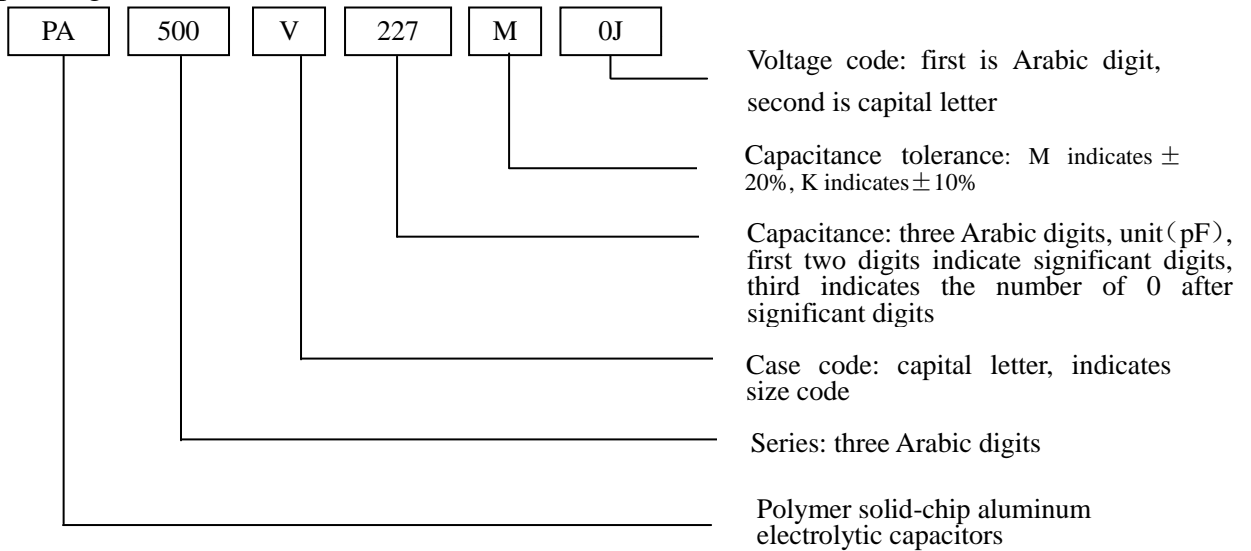 PA 500 V 227 M 0J
Voltage code: first is Arabic digit,
second is capital letter
Capacitance tolerance: M indicates ±
20%, K indicates±10%
Capacitance: three Arabic digits, unit（pF）,
first two digits indicate significant digits,
third indicates the number of 0 after
significant digits
Case code: capital letter, indicates
size code
Series: three Arabic digits
Polymer solid-chip aluminum
electrolytic capacitors